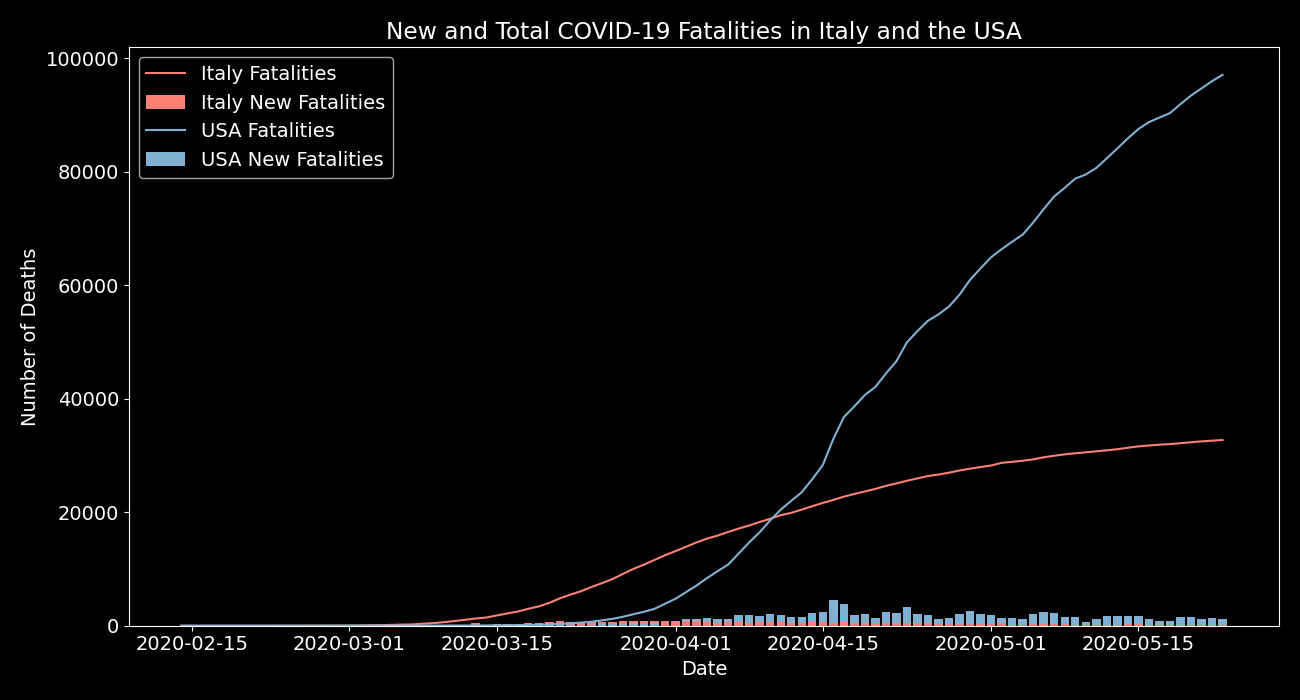 New and Total COVID-19 Fatalities in Italy and the USA
100000
80000
60000
40000
20000
0
Number of Deaths
Italy Fatalities
Italy New Fatalities
USA Fatalities
USA New Fatalities
2020-02-15 2020-03-01 2020-03-15 2020-04-01 2020-04-15 2020-05-01 2020-05-15
Date